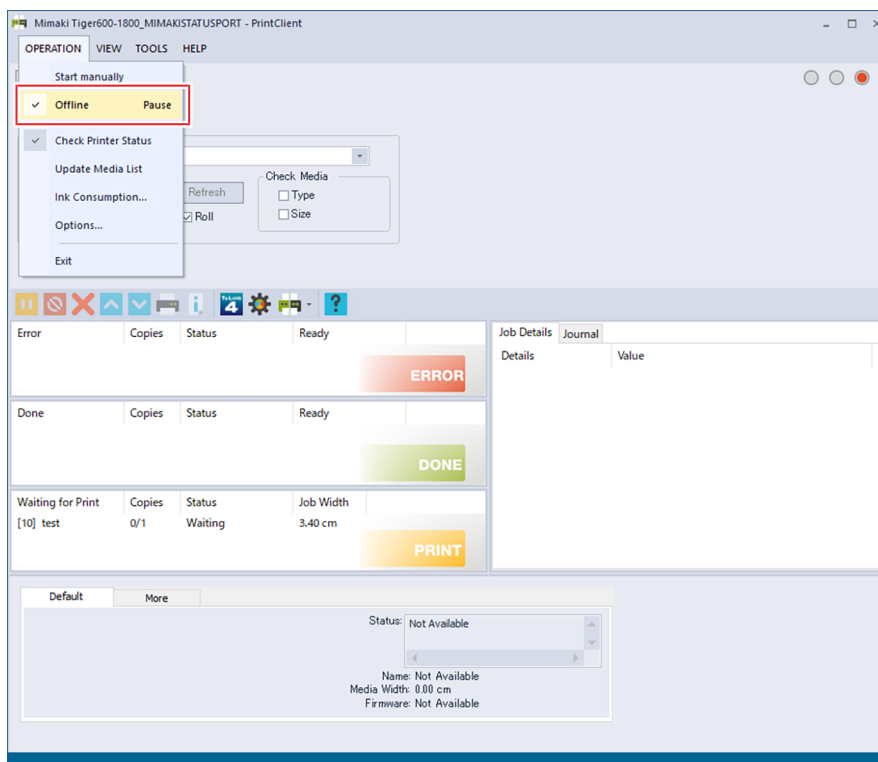 Mimaki Tiger600-1800_MIMAKISTATUSPORT - PrintClient
OPERATION VIEW TOOLS HELP
Start manually
Offline Pause
Check Printer Status
Update Media List
Ink Consumption...
Options...
Exit
Check Media
Refresh
Type
Roll
Size
ToLink
4
?
Error Copies Status Ready
ERROR
Done Copies Status Ready
DONE
Waiting for Print Copies Status Job Width
[10] test 0/1 Waiting 3.40 cm
PRINT
Job Details Journal
Details Value
Default More
Status: Not Available
Name: Not Available
Media Width: 0.00 cm
Firmware: Not Available